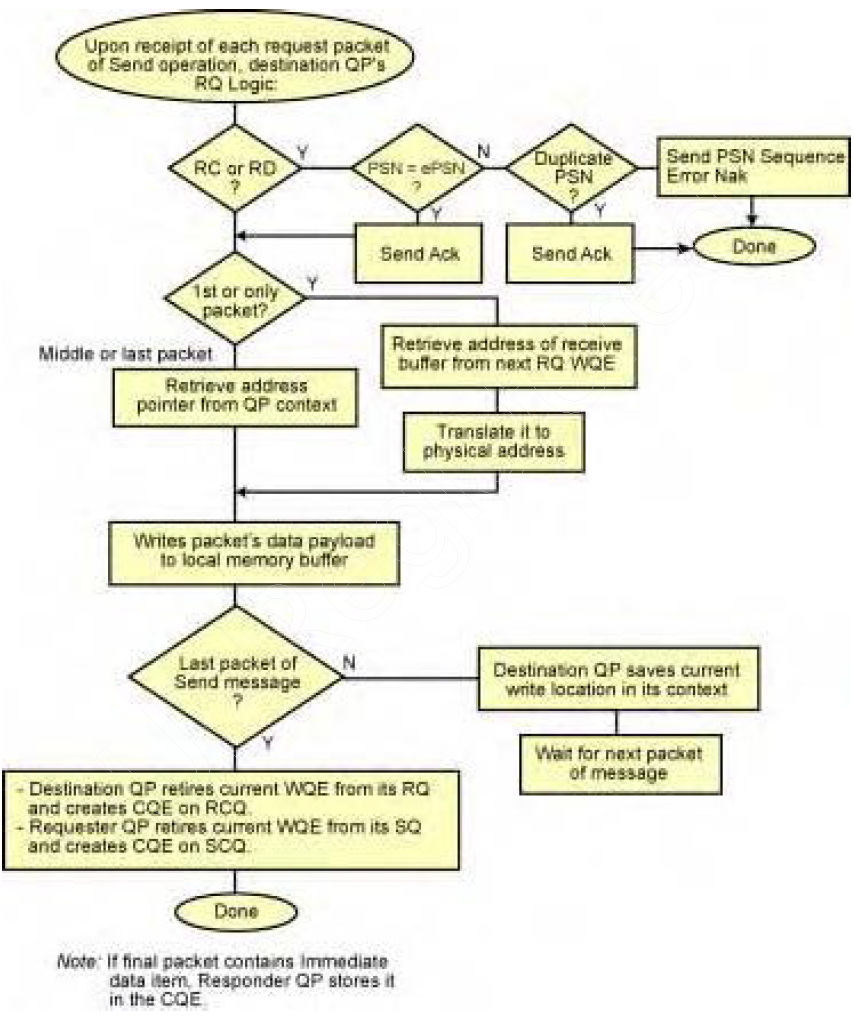 Upon receipt of each request packet
of Send operation, destination QP's
RQ Logic:
RC or RD
?
Y
PSN = ePSN
?
N
Duplicate
PSN
?
Send PSN Sequence
Error Nak
Y
Send Ack
Y
Send Ack
Done
1st or only
packet?
Y
Middle or last packet
Retrieve address
pointer from QP context
Retrieve address of receive
buffer from next RQ WQE
Translate it to
physical address
Writes packet's data payload
to local memory buffer
Last packet of
Send message
?
N
Destination QP saves current
write location in its context
Wait for next packet
of message
Y
- Destination QP retires current WQE from its RQ
and creates CQE on RCQ.
- Requester QP retires current WQE from its SQ
and creates CQE on SCQ.
Done
Note: If final packet contains Immediate
data item, Responder QP stores it
in the CQE.